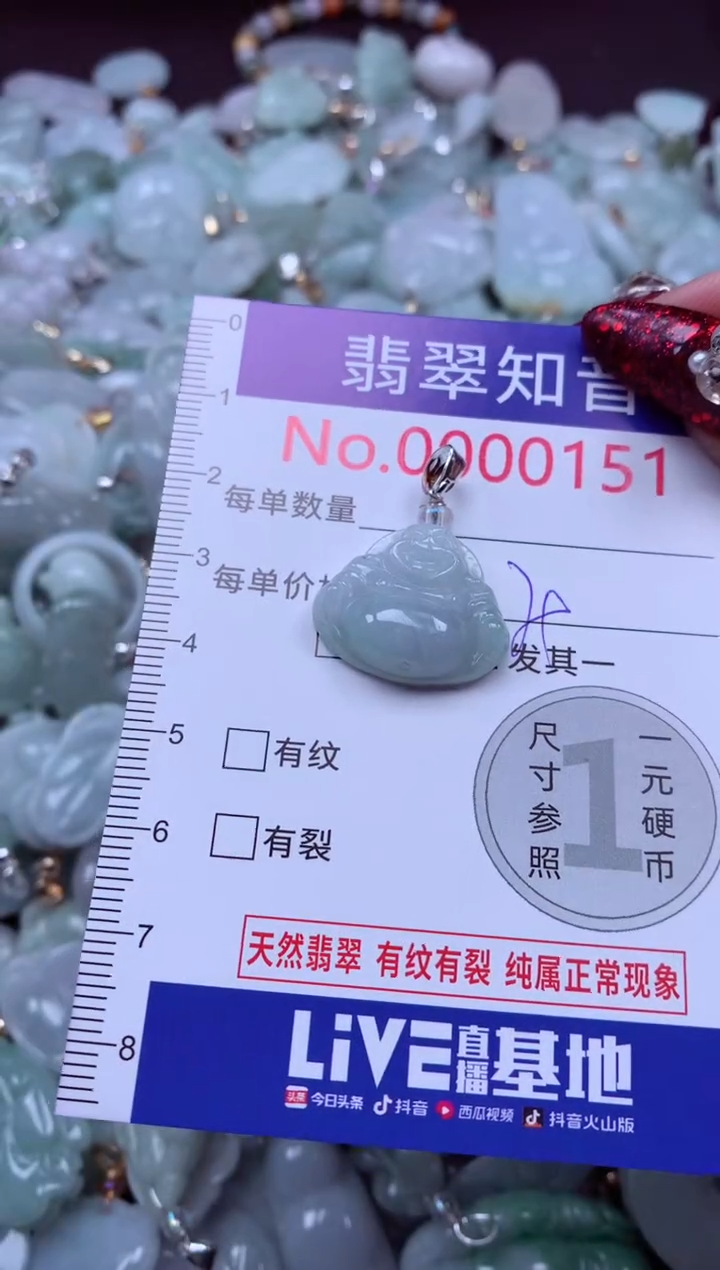 0
翡翠知音
1
No.0000151
2
每单数量
3
每单价
4
发其一
5
有纹
尺寸参照
1
一元硬币
6
有裂
7
天然翡翠 有纹有裂 纯属正常现象
8
LiVE直播基地
头条 今日头条 抖音 西瓜视频 抖音火山版